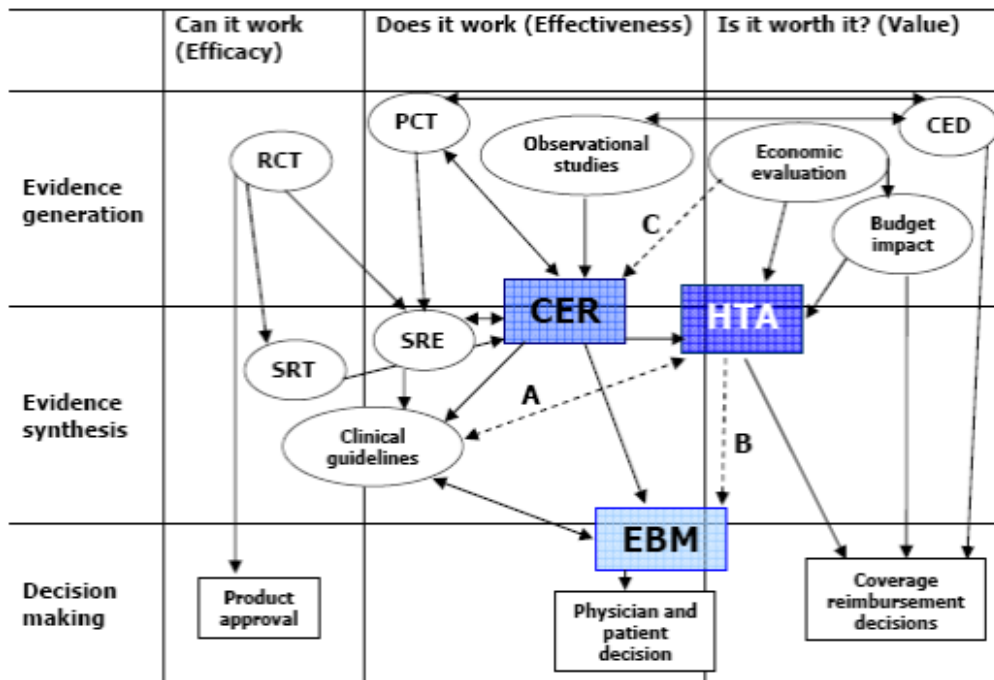 Can it work
(Efficacy)
Does it work (Effectiveness)
Is it worth it? (Value)
Evidence
generation
RCT
PCT
Observational
studies
Economic
evaluation
CED
Budget
impact
C
CER
HTA
Evidence
synthesis
SRT
SRE
A
B
Clinical
guidelines
EBM
Decision
making
Product
approval
Physician and
patient
decision
Coverage
reimbursement
decisions